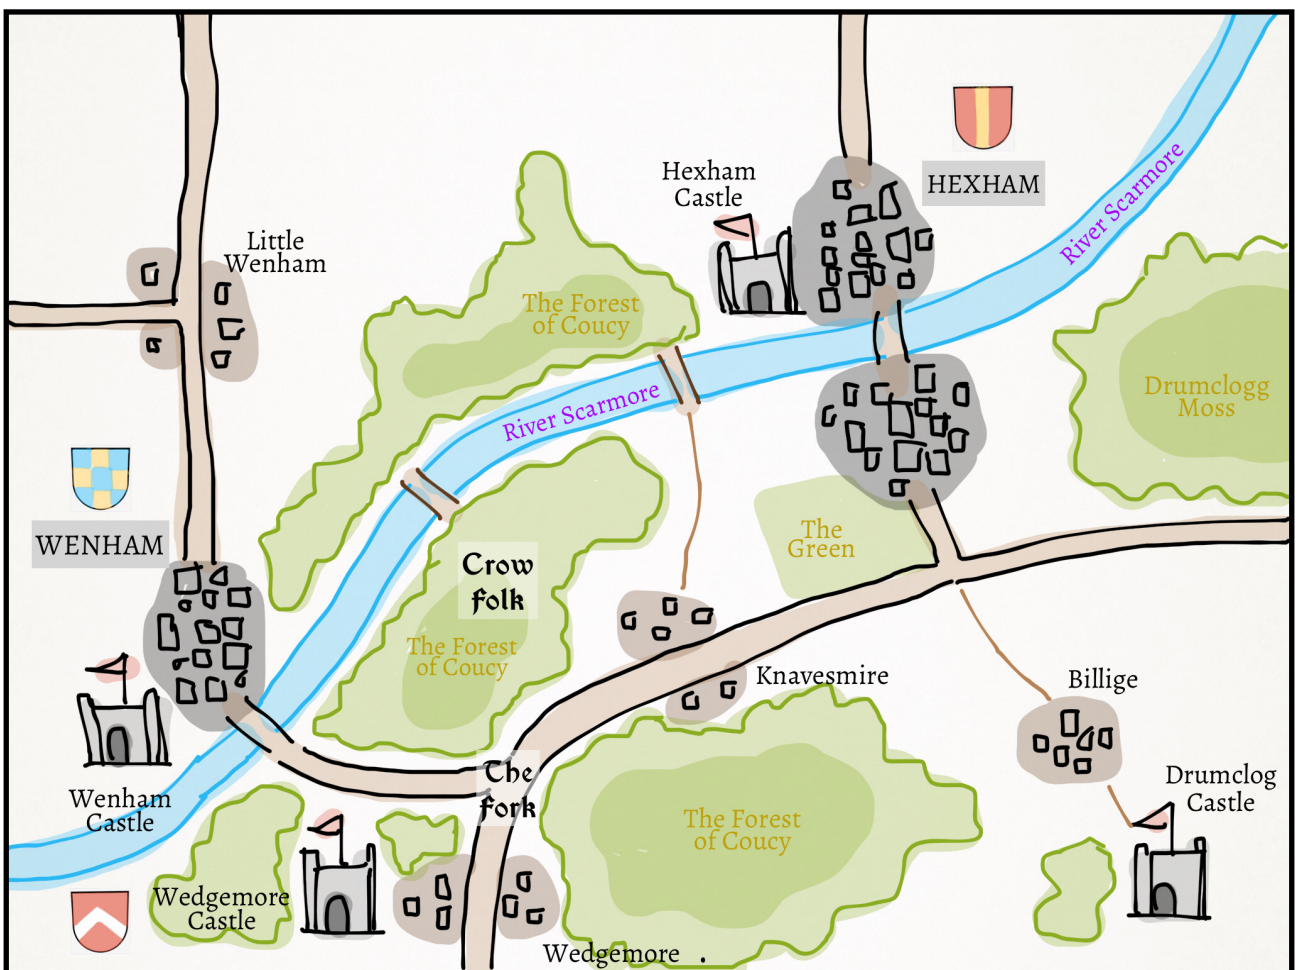 Hexham
Castle
HEXHAM
River Scarmore
Little
Wenham
The Forest
of Coucy
Drumclogg
Moss
River Scarmore
WENHAM
The
Green
Crow
Folk
The Forest
of Coucy
Knavesmire
Billige
The
Fork
Drumclog
Castle
Wenham
Castle
The Forest
of Coucy
Wedgemore
Castle
Wedgemore